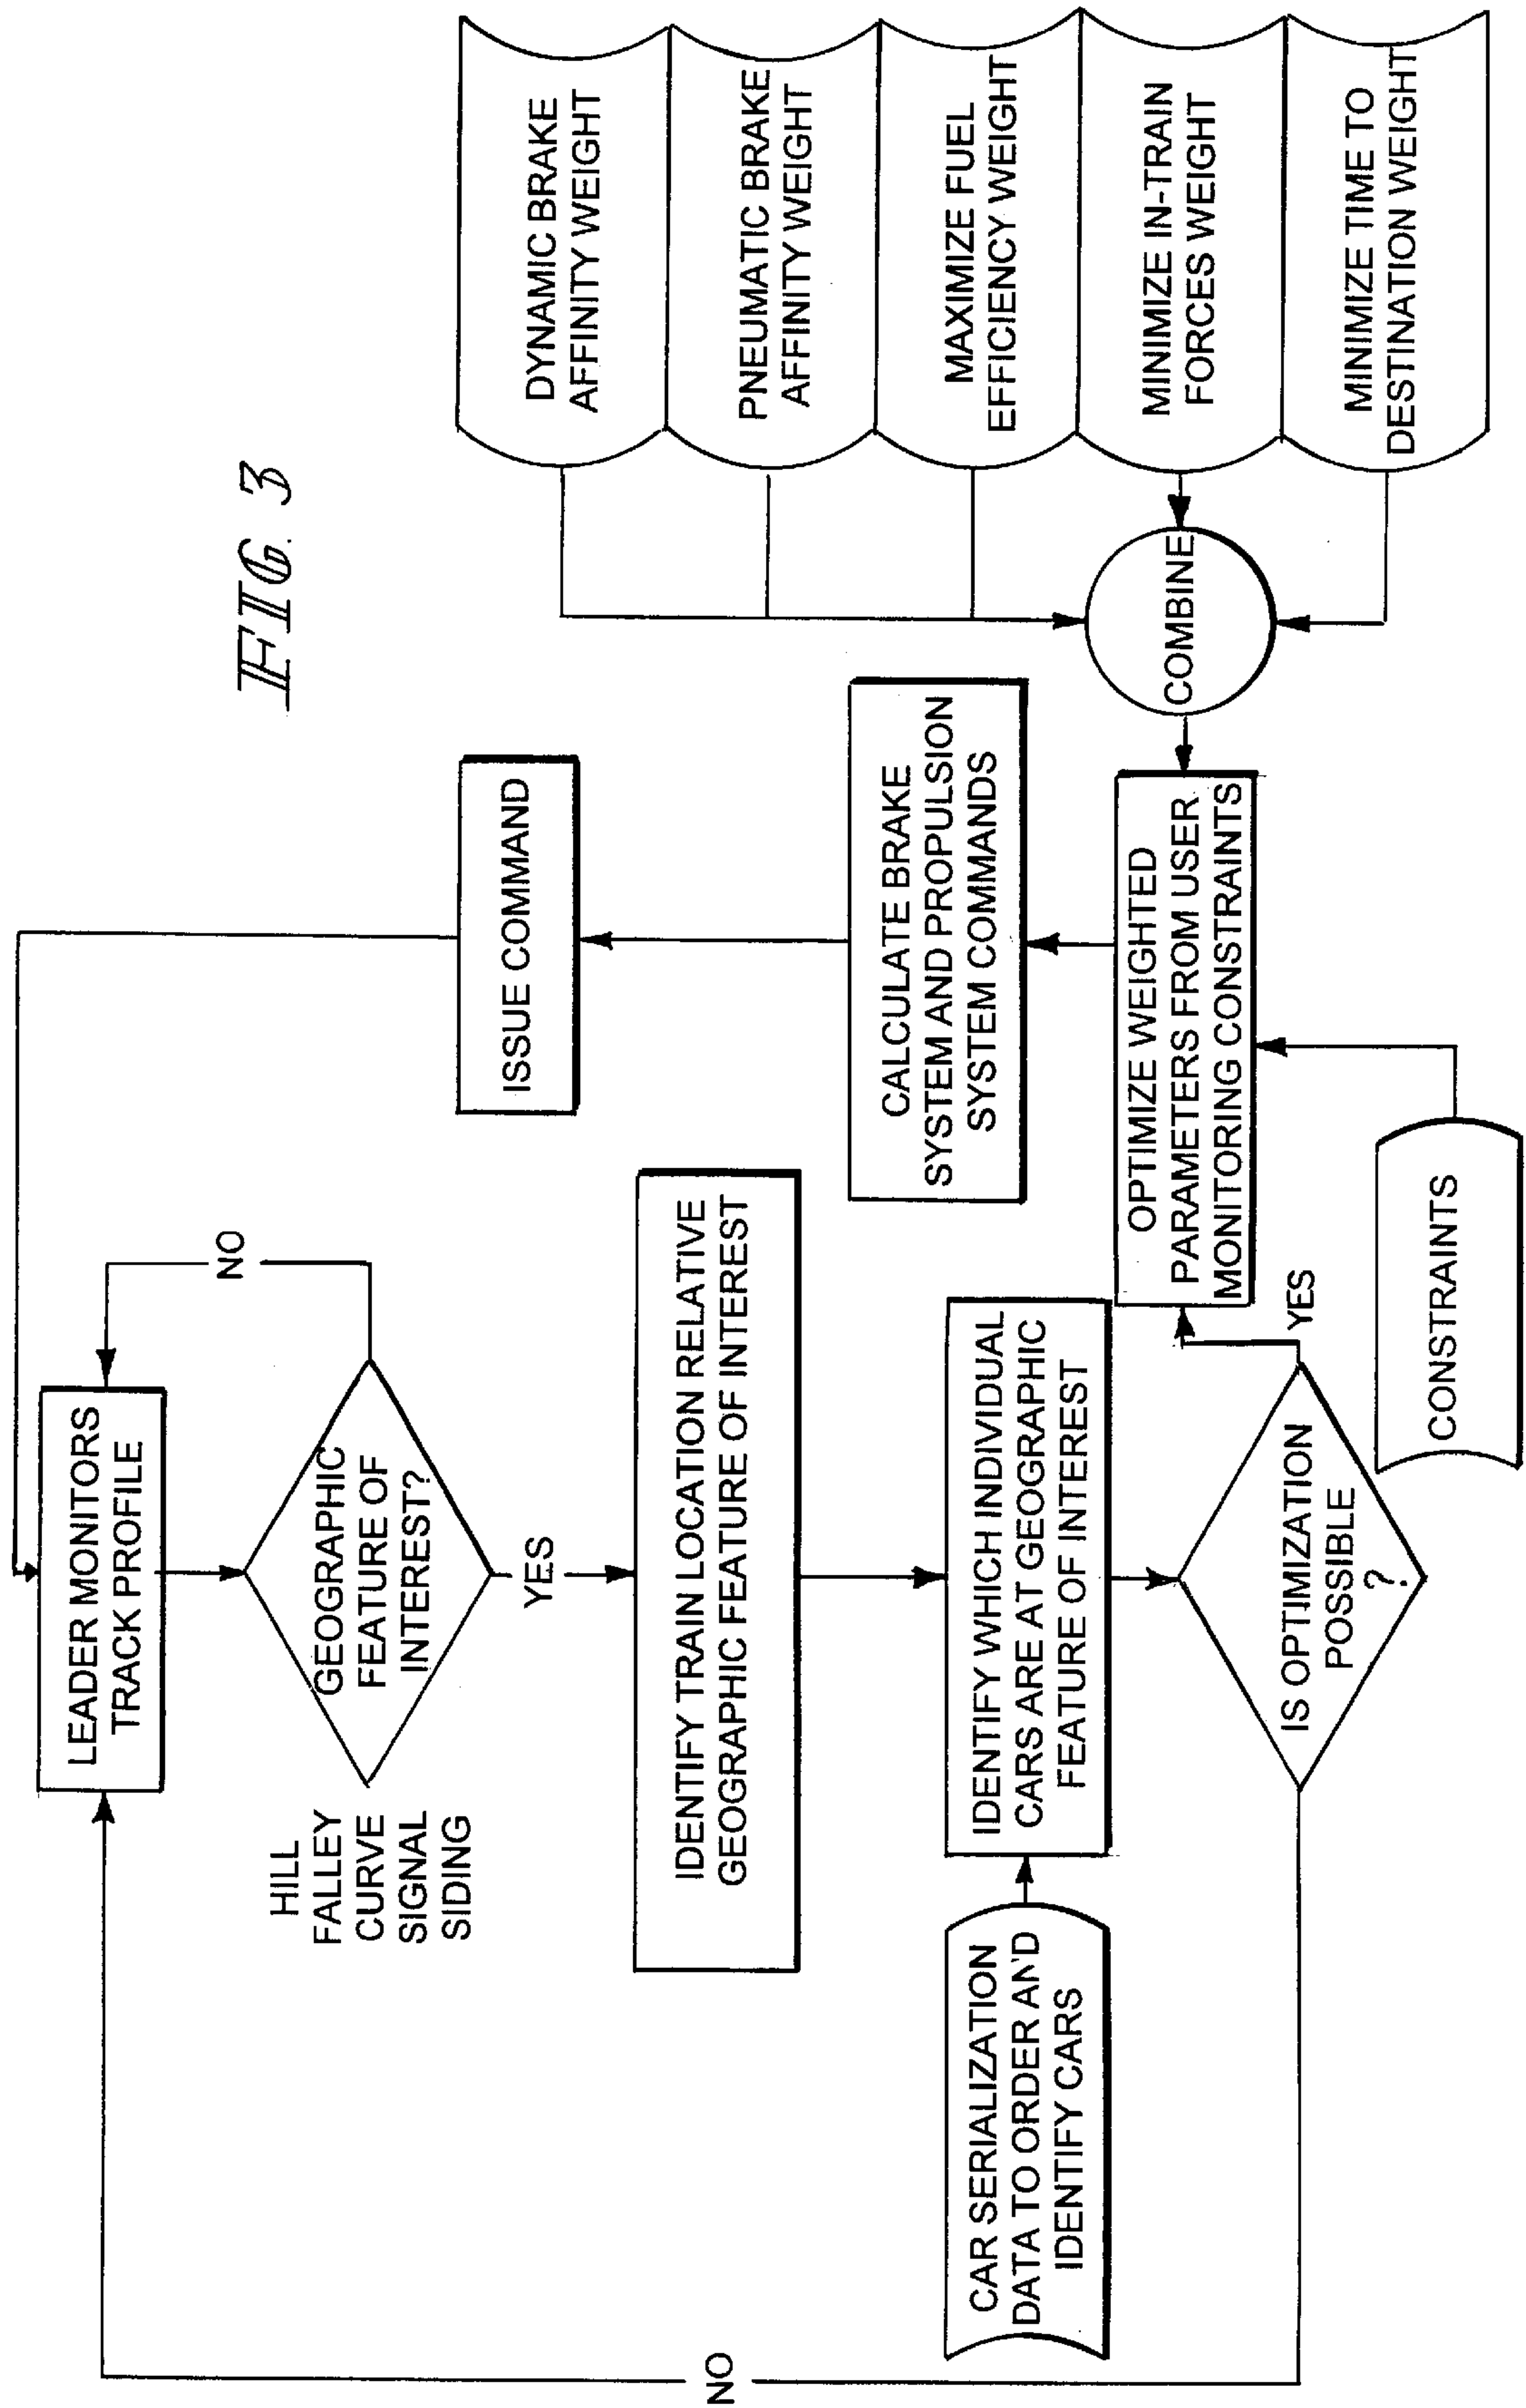 FIG. 3
LEADER MONITORS
TRACK PROFILE
NO
GEOGRAPHIC
FEATURE OF
INTEREST?
HILL
FALLEY
CURVE
SIGNAL
SIDING
YES
IDENTIFY TRAIN LOCATION RELATIVE
GEOGRAPHIC FEATURE OF INTEREST
CAR SERIALIZATION
DATA TO ORDER AND
IDENTIFY CARS
IDENTIFY WHICH INDIVIDUAL
CARS ARE AT GEOGRAPHIC
FEATURE OF INTEREST
IS OPTIMIZATION
POSSIBLE
?
NO
YES
CONSTRAINTS
OPTIMIZE WEIGHTED
PARAMETERS FROM USER
MONITORING CONSTRAINTS
CALCULATE BRAKE
SYSTEM AND PROPULSION
SYSTEM COMMANDS
ISSUE COMMAND
COMBINE
DYNAMIC BRAKE
AFFINITY WEIGHT
PNEUMATIC BRAKE
AFFINITY WEIGHT
MAXIMIZE FUEL
EFFICIENCY WEIGHT
MINIMIZE IN-TRAIN
FORCES WEIGHT
MINIMIZE TIME TO
DESTINATION WEIGHT